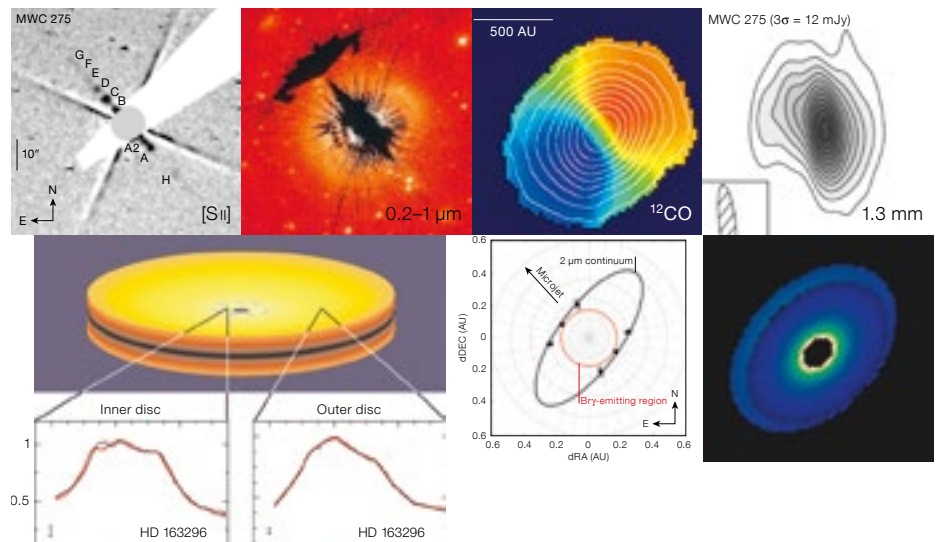 MWC 275
G
F
E
D
C
B
A2
A
H
10"
N
E
[SII]
0.2–1 µm
500 AU
12CO
MWC 275 (3σ = 12 mJy)
1.3 mm
Inner disc
Outer disc
1
0.5
HD 163296
HD 163296
0.6
0.4
0.2
0
0.2
0.4
0.6
dDEC (AU)
2 µm continuum
Microjet
Brγ-emitting region
N
E
0.6 0.4 0.2 0.0 0.2 0.4 0.6
dRA (AU)